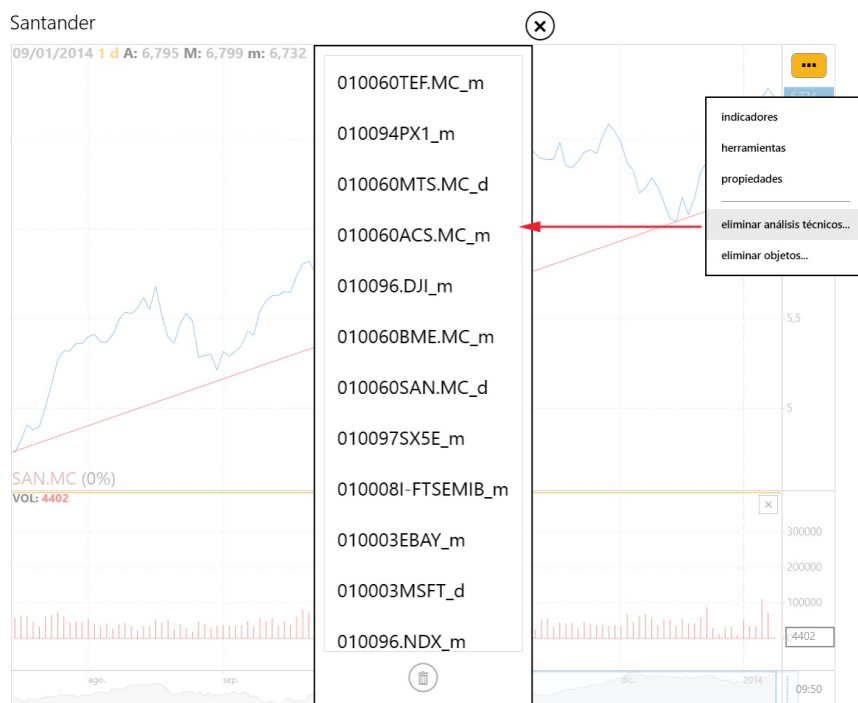 Santander
09/01/2014 1 d A: 6,795 M: 6,799 m: 6,732
010060TEF.MC_m
010094PX1_m
010060MTS.MC_d
010060ACS.MC_m
010096.DJI_m
010060BME.MC_m
010060SAN.MC_d
010097SX5E_m
010008I-FTSEMIB_m
010003EBAY_m
010003MSFT_d
010096.NDX_m
indicadores
herramientas
propiedades
eliminar análisis técnicos...
eliminar objetos...
5,5
5
SAN.MC (0%)
VOL: 4402
300000
200000
100000
4402
ago.
sep.
dic.
2014
09:50